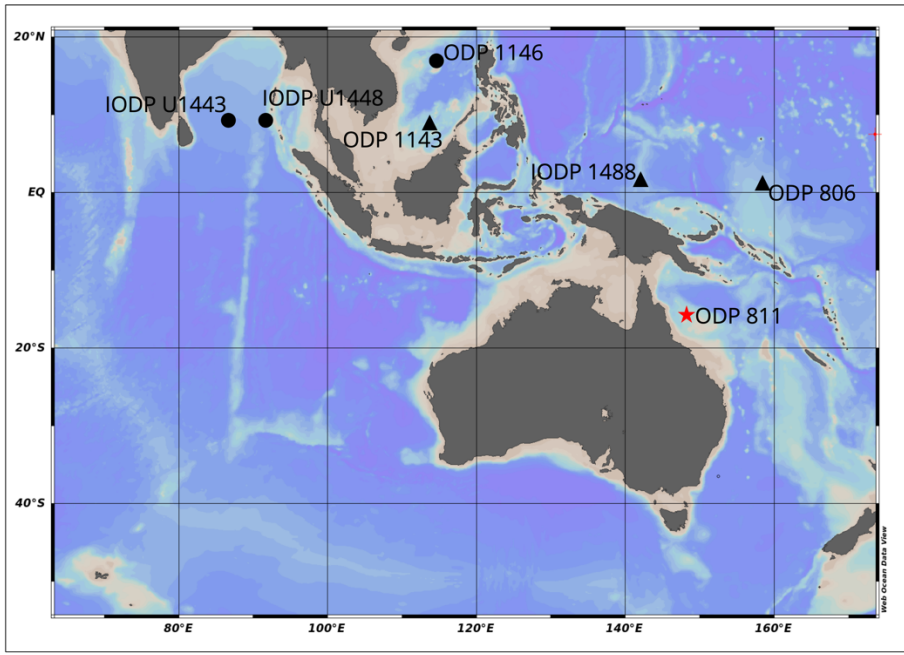 20°N
ODP 1146
IODP U1443
IODP U1448
ODP 1143
IODP 1488
EQ
ODP 806
ODP 811
20°S
40°S
Web Ocean Data View
80°E
100°E
120°E
140°E
160°E